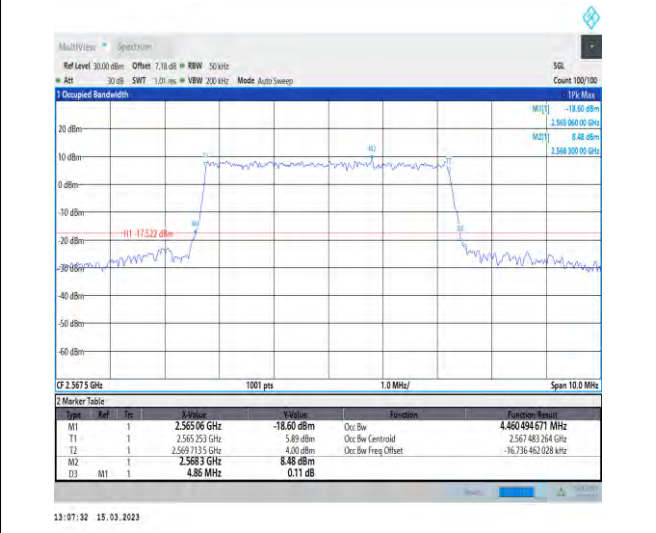 MultiView Spectrum
Ref Level 30.00 dBm Offset 7.18 dB RBW 50 kHz SGL
Att 30 dB SWT 1.01 ms VBW 200 kHz Mode Auto Sweep Count 100/100
1 Occupied Bandwidth 1Pk Max
M1[1] -18.60 dBm
2.565 060 00 GHz
M2[1] 8.48 dBm
2.568 300 00 GHz
20 dBm
M2
10 dBm
0 dBm
-10 dBm
H1 -17.522 dBm
-20 dBm
-30 dBm
-40 dBm
-50 dBm
-60 dBm
CF 2.567 5 GHz 1001 pts 1.0 MHz/ Span 10.0 MHz
2 Marker Table
Type Ref Trc X-Value Y-Value Function Function Result
M1 1 2.565 06 GHz -18.60 dBm Occ Bw 4.460 494 671 MHz
T1 1 2.565 253 GHz 5.89 dBm Occ Bw Centroid 2.567 483 264 GHz
T2 1 2.569 713 5 GHz 4.00 dBm Occ Bw Freq Offset -16.736 462 028 kHz
M2 1 2.568 3 GHz 8.48 dBm
D3 M1 1 4.86 MHz 0.11 dB
13:07:32 15.03.2023